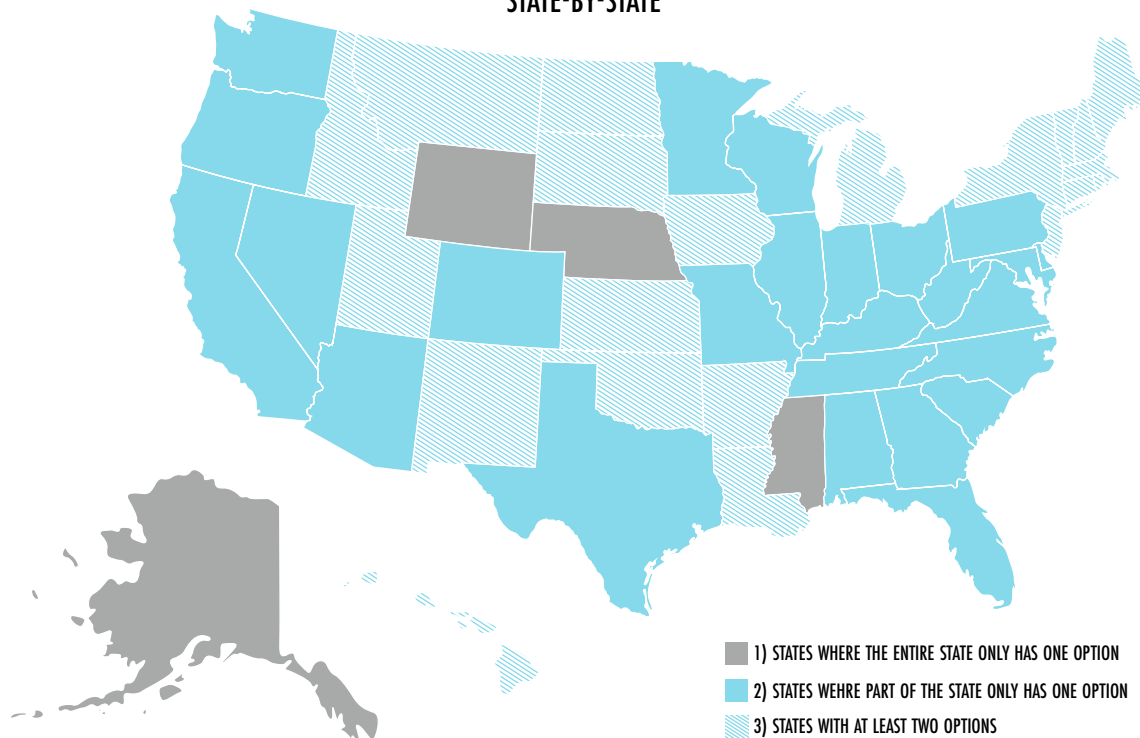 STATE-BY-STATE
1) STATES WHERE THE ENTIRE STATE ONLY HAS ONE OPTION
2) STATES WEHRE PART OF THE STATE ONLY HAS ONE OPTION
3) STATES WITH AT LEAST TWO OPTIONS